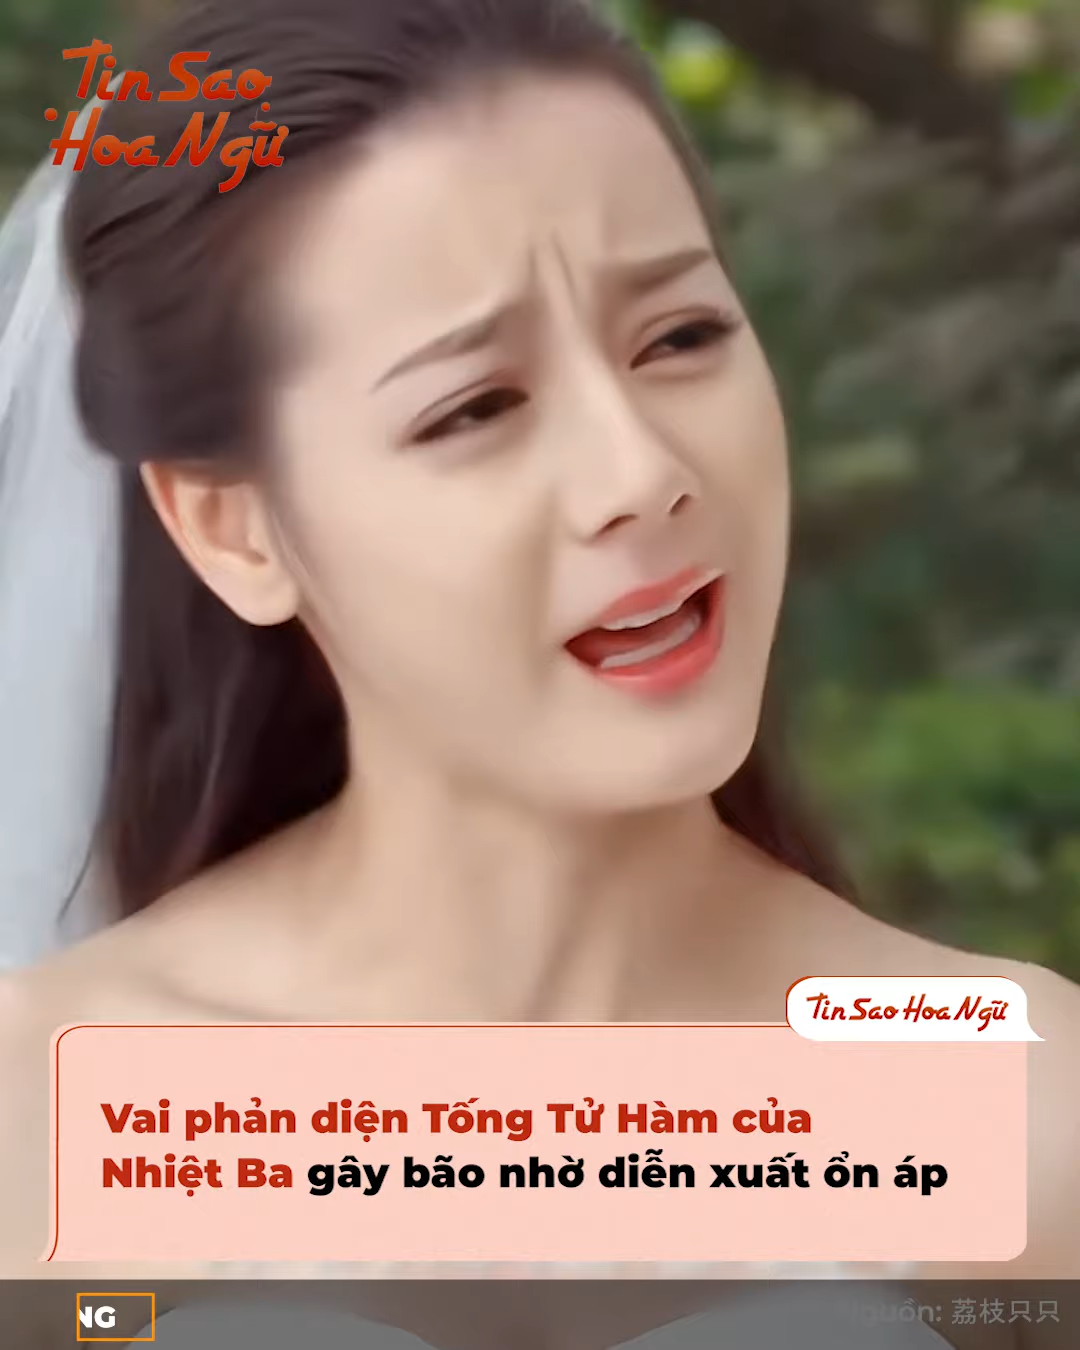 Tin Sao
Hoa Ngữ
Tin Sao Hoa Ngữ
Vai phản diện Tống Tử Hàm của
Nhiệt Ba gây bão nhờ diễn xuất ổn áp
NG
Nguồn: 荔枝只只